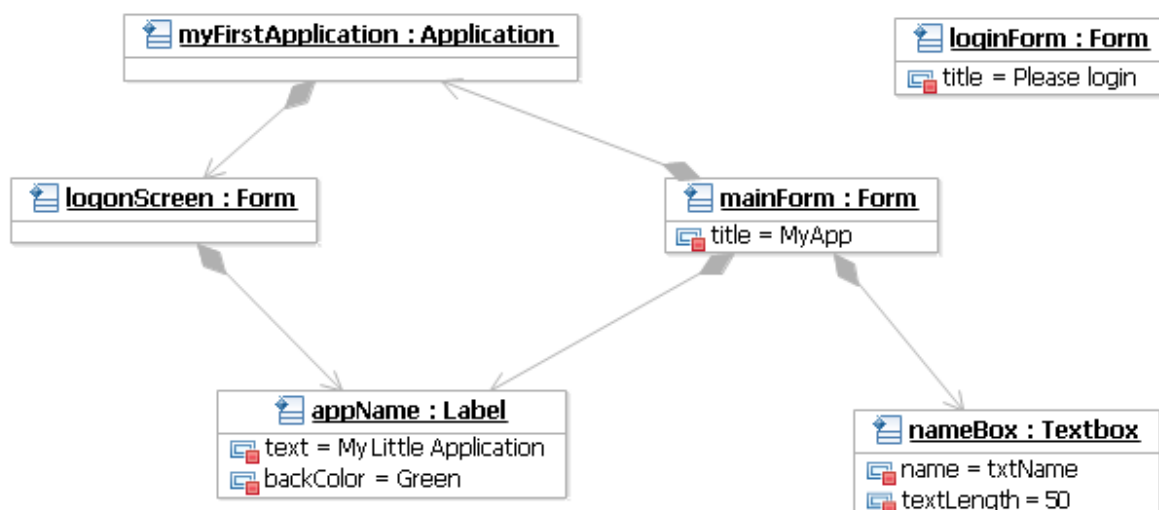 myFirstApplication : Application
loginForm : Form
title = Please login
logonScreen : Form
mainForm : Form
title = MyApp
appName : Label
text = My Little Application
backColor = Green
nameBox : Textbox
name = txtName
textLength = 50